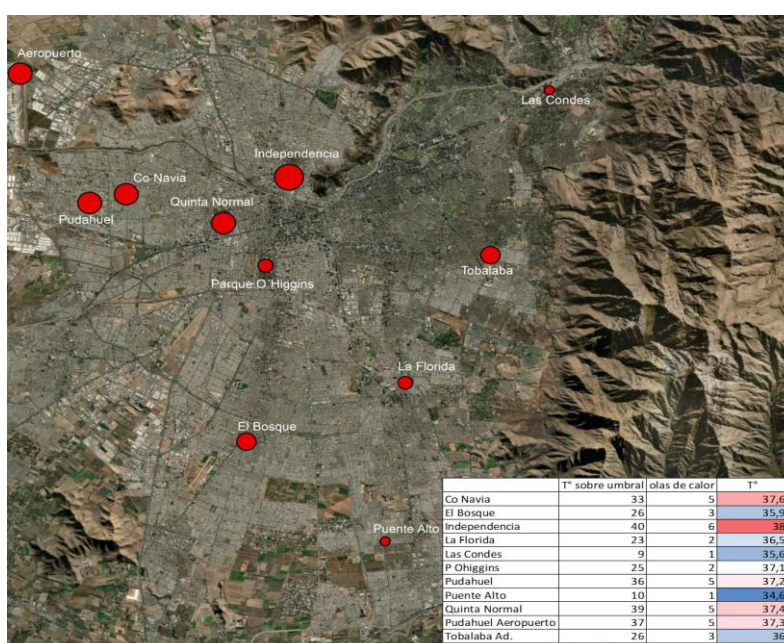 Aeropuerto
Las Condes
Independencia
Co Navia
Quinta Normal
Pudahuel
Tobalaba
Parque O´Higgins
La Florida
El Bosque
Puente Alto
T° sobre umbral olas de calor T°
Co Navia 33 5 37,6
El Bosque 26 3 35,9
Independencia 40 6 38
La Florida 23 2 36,5
Las Condes 9 1 35,6
P Ohiggins 25 2 37,1
Pudahuel 36 5 37,2
Puente Alto 10 1 34,6
Quinta Normal 39 5 37,4
Pudahuel Aeropuerto 37 5 37,3
Tobalaba Ad. 26 3